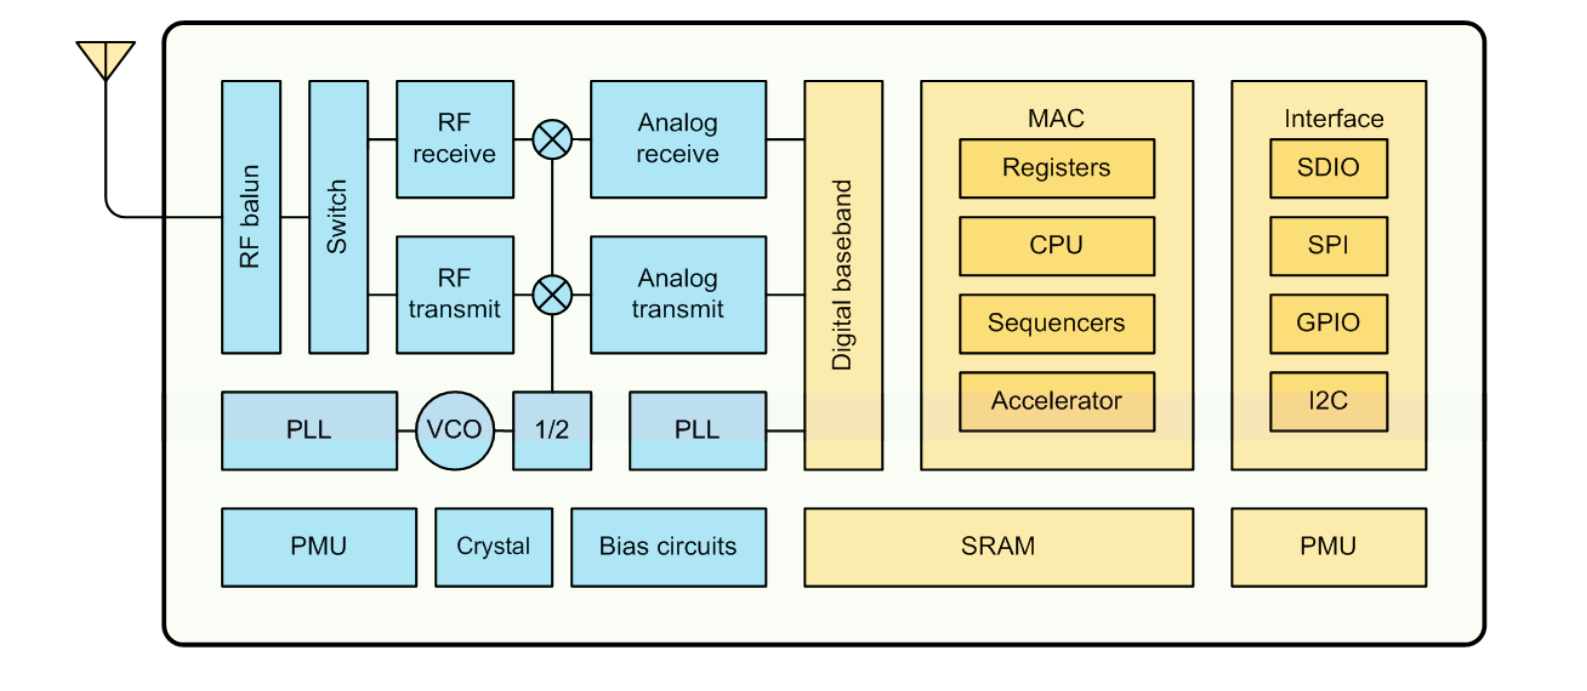 RF balun
Switch
RF
receive
Analog
receive
RF
transmit
Analog
transmit
PLL
VCO
1/2
PLL
Digital baseband
MAC
Registers
CPU
Sequencers
Accelerator
Interface
SDIO
SPI
GPIO
I2C
PMU
Crystal
Bias circuits
SRAM
PMU